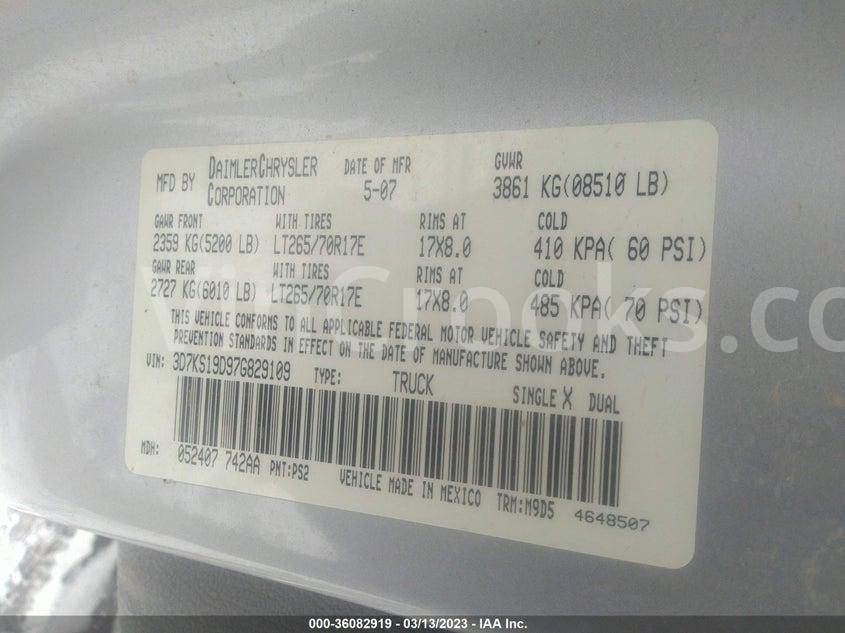 MFD BY DAIMLERCHRYSLER CORPORATION DATE OF MFR 5-07 GVWR 3861 KG(08510 LB)
GAWR FRONT WITH TIRES RIMS AT COLD
2359 KG(5200 LB) LT265/70R17E 17X8.0 410 KPA( 60 PSI)
GAWR REAR WITH TIRES RIMS AT COLD
2727 KG(6010 LB) LT265/70R17E 17X8.0 485 KPA( 70 PSI)
THIS VEHICLE CONFORMS TO ALL APPLICABLE FEDERAL MOTOR VEHICLE SAFETY AND THEFT
PREVENTION STANDARDS IN EFFECT ON THE DATE OF MANUFACTURE SHOWN ABOVE.
VIN: 3D7KS19D97G829109 TYPE: TRUCK SINGLE X DUAL
MDH: 052407 742AA PNT:PS2 VEHICLE MADE IN MEXICO TRM:M9D5 4648507
VinCrooks.com
000-36082919 - 03/13/2023 - © IAA, Inc.